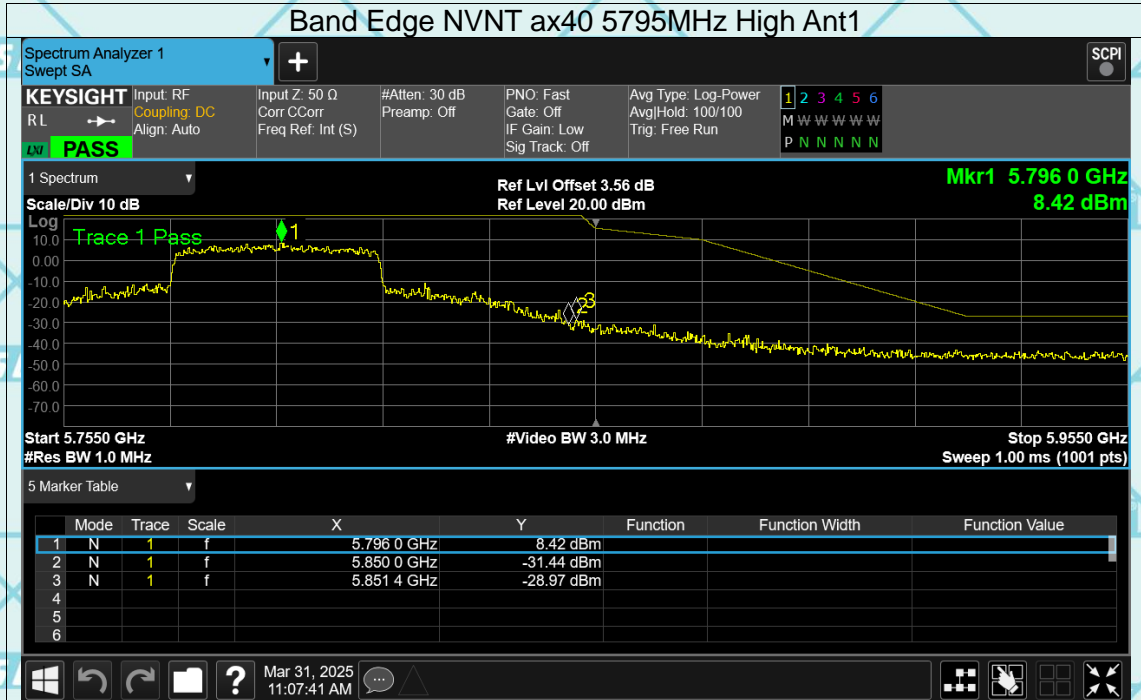 Band Edge NVNT ax40 5795MHz High Ant1
Spectrum Analyzer 1
Swept SA
+
SCPI
KEYSIGHT
RL
LXI PASS
Input: RF
Coupling: DC
Align: Auto
Input Z: 50 Ω
Corr CCorr
Freq Ref: Int (S)
#Atten: 30 dB
Preamp: Off
PNO: Fast
Gate: Off
IF Gain: Low
Sig Track: Off
Avg Type: Log-Power
Avg|Hold: 100/100
Trig: Free Run
1 2 3 4 5 6
M W W W W W
P N N N N N
1 Spectrum
Scale/Div 10 dB
Ref Lvl Offset 3.56 dB
Ref Level 20.00 dBm
Mkr1 5.796 0 GHz
8.42 dBm
Log
Trace 1 Pass
1
2
3
10.0
0.00
-10.0
-20.0
-30.0
-40.0
-50.0
-60.0
-70.0
Start 5.7550 GHz
#Video BW 3.0 MHz
Stop 5.9550 GHz
#Res BW 1.0 MHz
Sweep 1.00 ms (1001 pts)
5 Marker Table
Mode Trace Scale X Y Function Function Width Function Value
1 N 1 f 5.796 0 GHz 8.42 dBm
2 N 1 f 5.850 0 GHz -31.44 dBm
3 N 1 f 5.851 4 GHz -28.97 dBm
4
5
6
?
Mar 31, 2025
11:07:41 AM